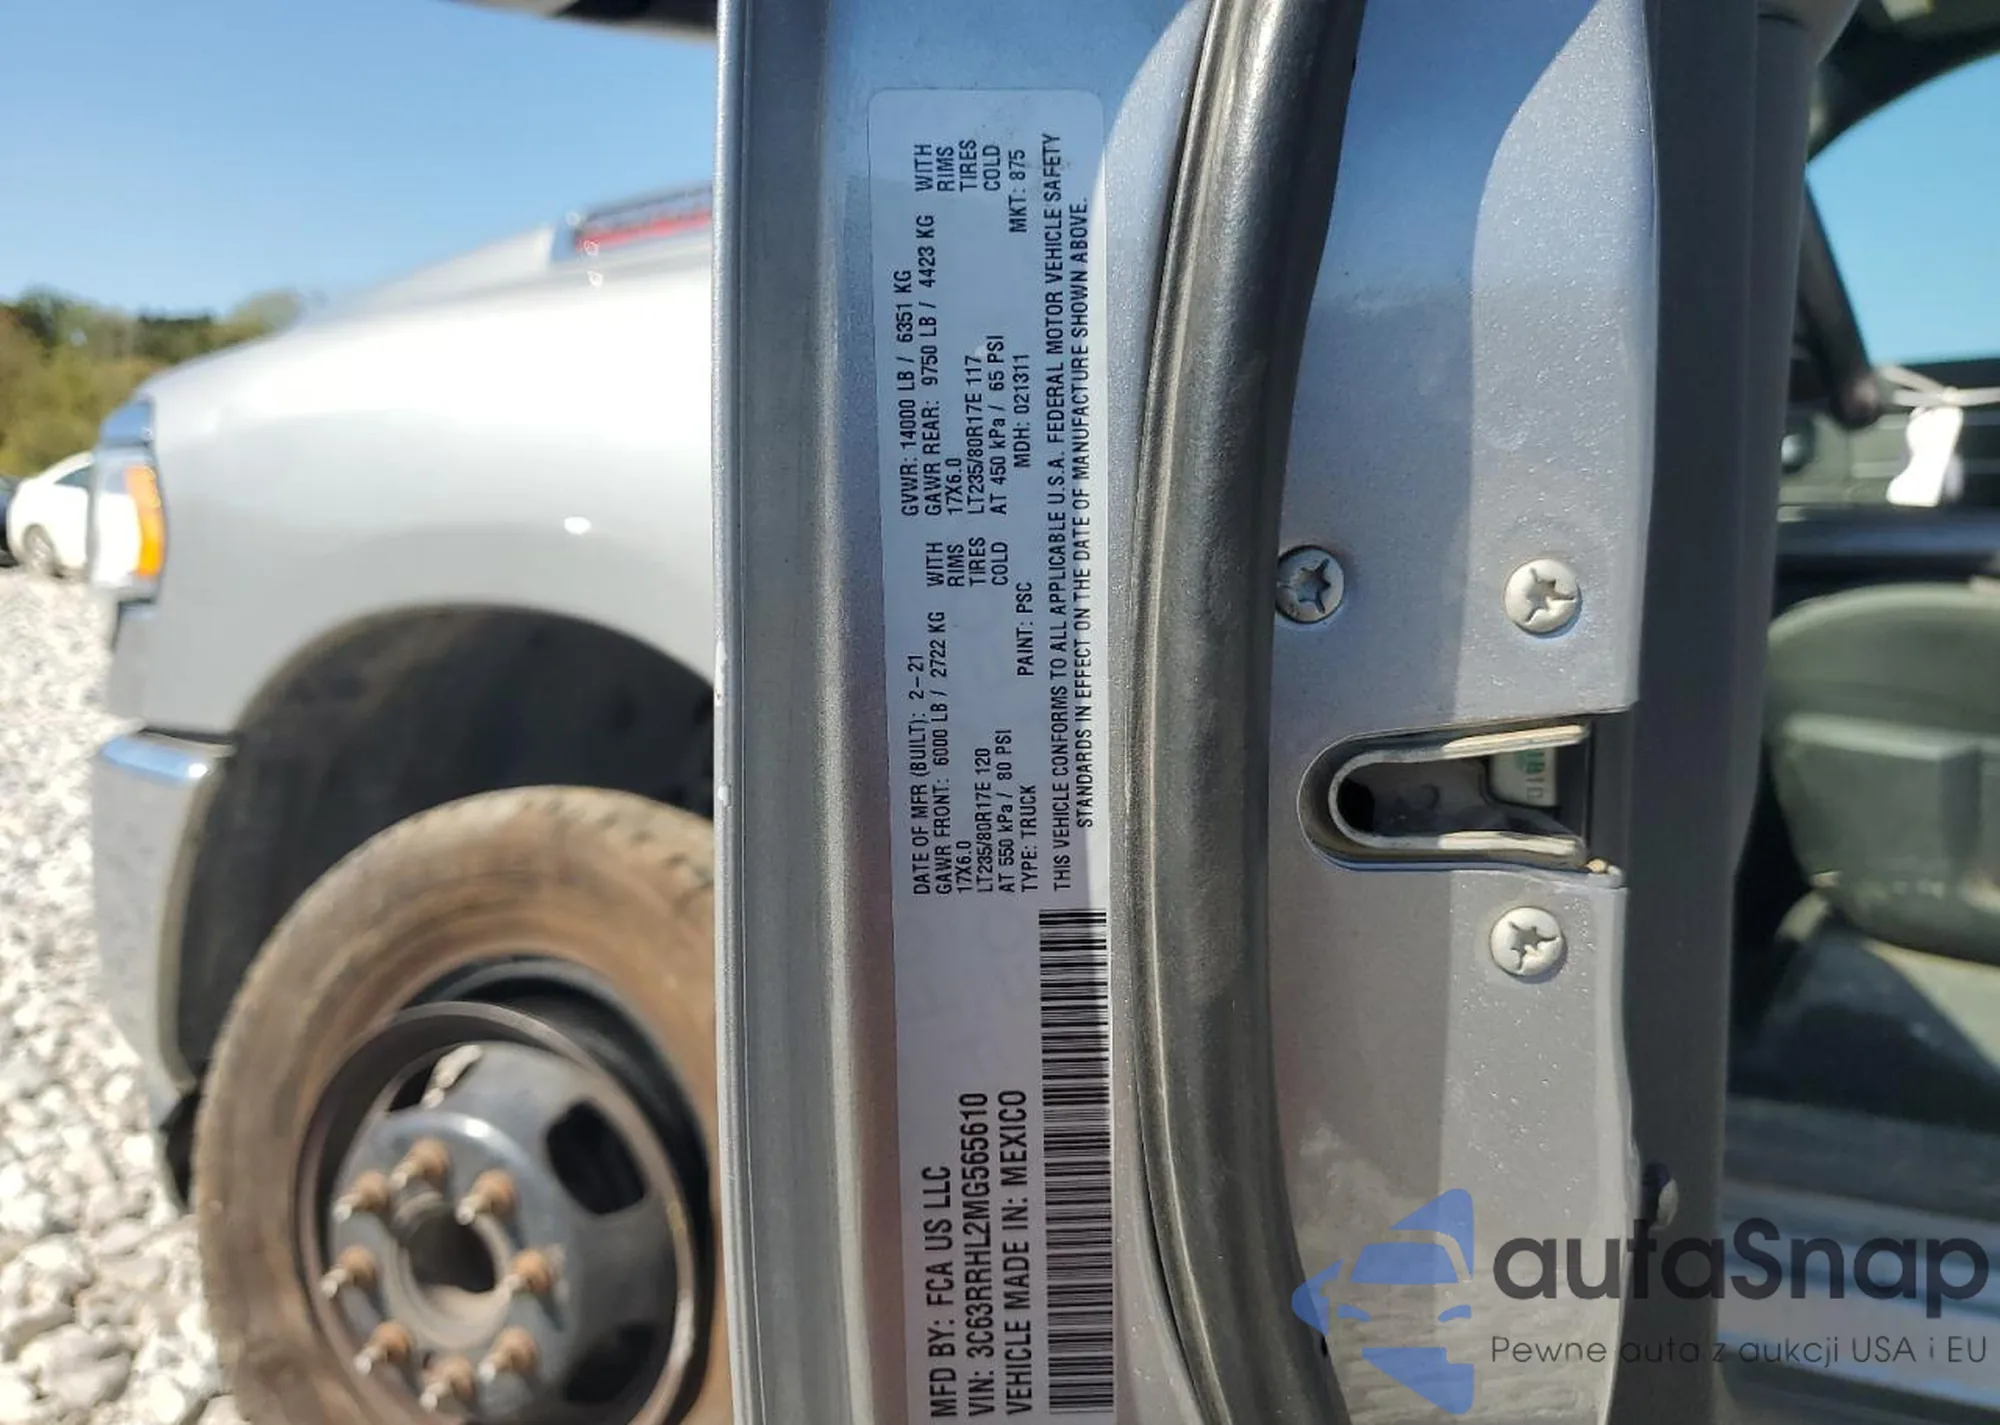 MFD BY: FCA US LLC
VIN: 3C63RRHL2MG565610
VEHICLE MADE IN: MEXICO
DATE OF MFR (BUILT): 2-21
GAWR FRONT: 6000 LB / 2722 KG WITH
17X6.0 RIMS
LT235/80R17E 120 TIRES
AT 550 kPa / 80 PSI COLD
TYPE: TRUCK PAINT: PSC
GVWR: 14000 LB / 6351 KG
GAWR REAR: 9750 LB / 4423 KG WITH
17X6.0 RIMS
LT235/80R17E 117 TIRES
AT 450 kPa / 65 PSI COLD
MDH: 021311 MKT: 875
THIS VEHICLE CONFORMS TO ALL APPLICABLE U.S.A. FEDERAL MOTOR VEHICLE SAFETY
STANDARDS IN EFFECT ON THE DATE OF MANUFACTURE SHOWN ABOVE.
autaSnap
Pewne auta z aukcji USA i EU